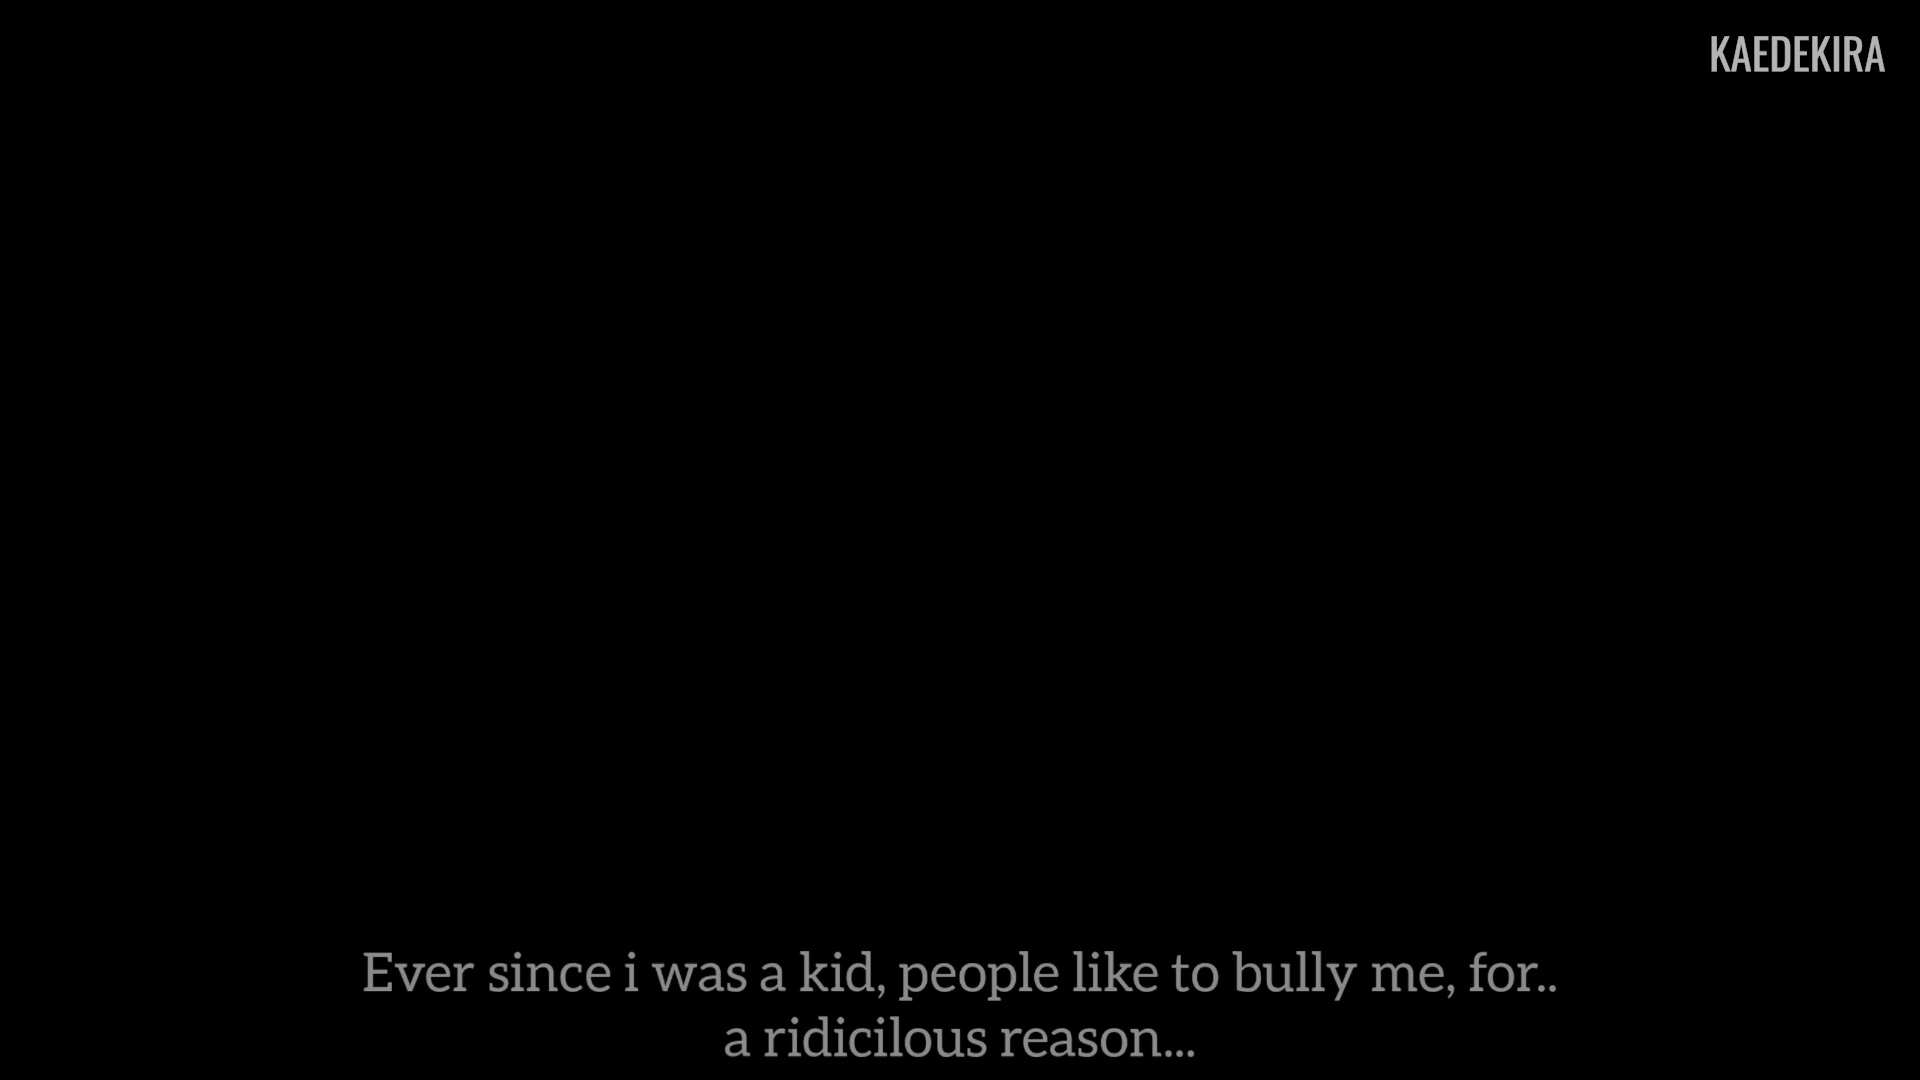 KAEDEKIRA
Ever since i was a kid, people like to bully me, for..
a ridicilous reason...